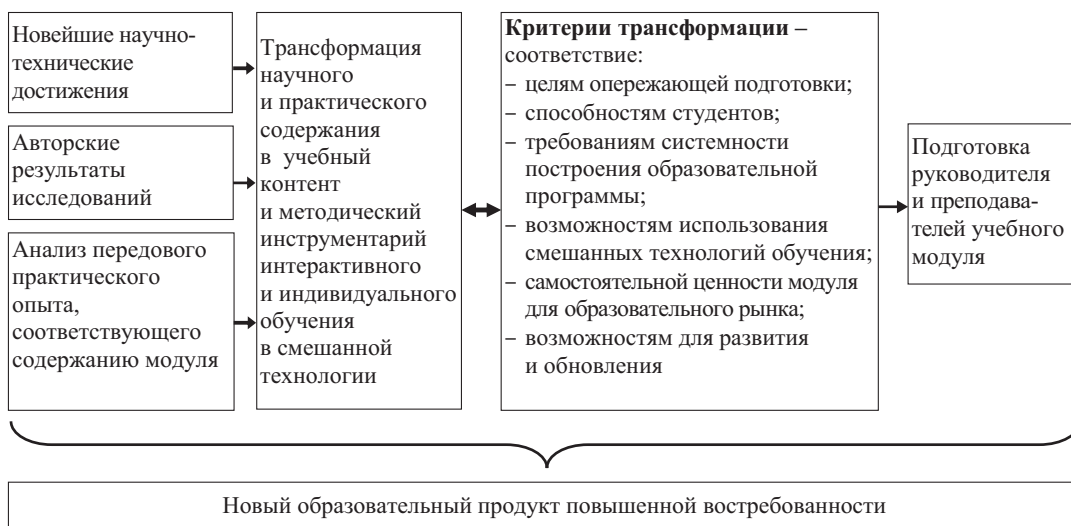 Новейшие научно-
технические
достижения
Авторские
результаты
исследований
Анализ передового
практического
опыта,
соответствующего
содержанию модуля
Трансформация
научного
и практического
содержания
в учебный
контент
и методический
инструментарий
интерактивного
и индивидуального
обучения
в смешанной
технологии
Критерии трансформации –
соответствие:
– целям опережающей подготовки;
– способностям студентов;
– требованиям системности
построения образовательной
программы;
– возможностям использования
смешанных технологий обучения;
– самостоятельной ценности модуля
для образовательного рынка;
– возможностям для развития
и обновления
Подготовка
руководителя
и преподава-
телей учебного
модуля
Новый образовательный продукт повышенной востребованности